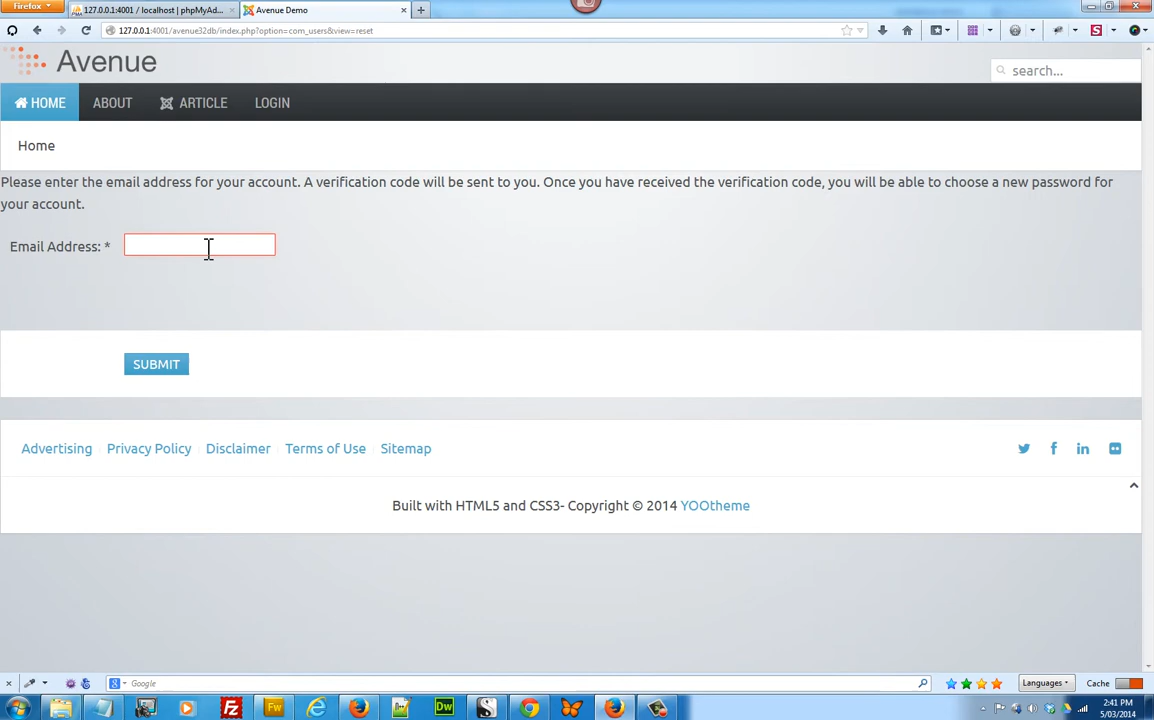 Firefox
127.0.0.1:4001 / localhost | phpMyAd...
Avenue Demo
127.0.0.1:4001/avenue32db/index.php?option=com_users&view=reset
Avenue
search...
HOME
ABOUT
ARTICLE
LOGIN
Home
Please enter the email address for your account. A verification code will be sent to you. Once you have received the verification code, you will be able to choose a new password for
your account.
Email Address: *
SUBMIT
Advertising
Privacy Policy
Disclaimer
Terms of Use
Sitemap
Built with HTML5 and CSS3- Copyright © 2014 YOOtheme
Google
Languages
Cache
2:41 PM
5/03/2014